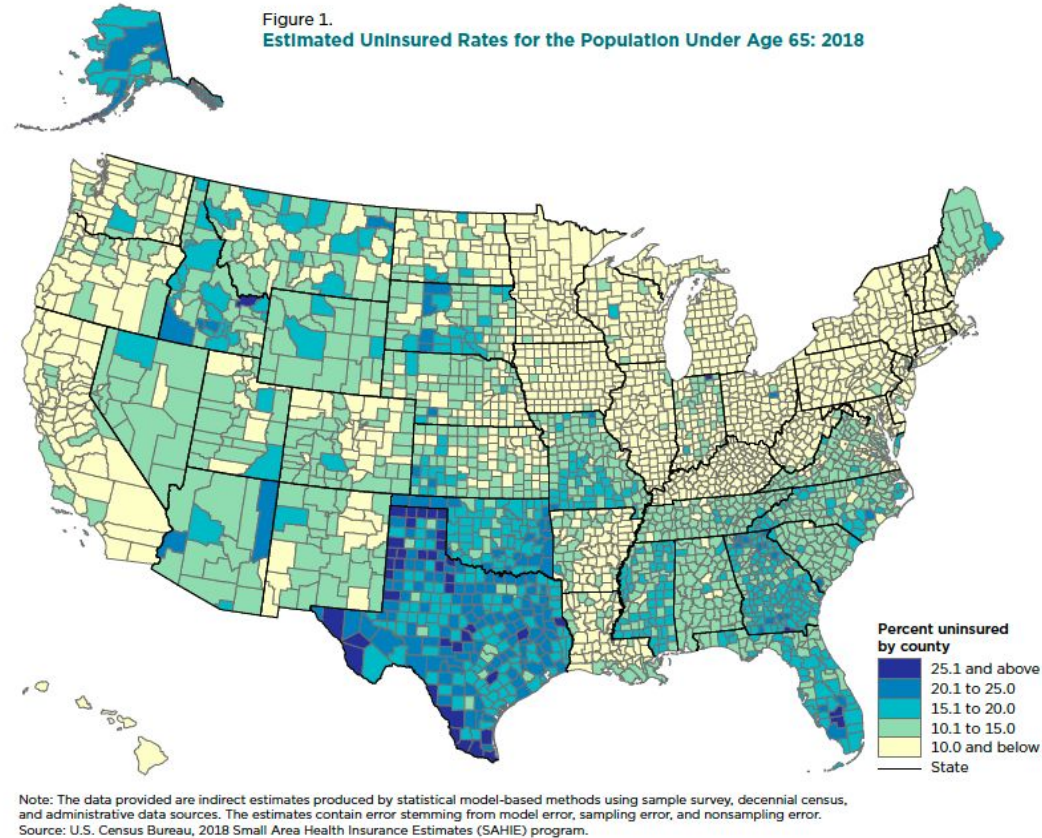 Figure 1.
Estimated Uninsured Rates for the Population Under Age 65: 2018
Percent uninsured
by county
25.1 and above
20.1 to 25.0
15.1 to 20.0
10.1 to 15.0
10.0 and below
State
Note: The data provided are indirect estimates produced by statistical model-based methods using sample survey, decennial census,
and administrative data sources. The estimates contain error stemming from model error, sampling error, and nonsampling error.
Source: U.S. Census Bureau, 2018 Small Area Health Insurance Estimates (SAHIE) program.